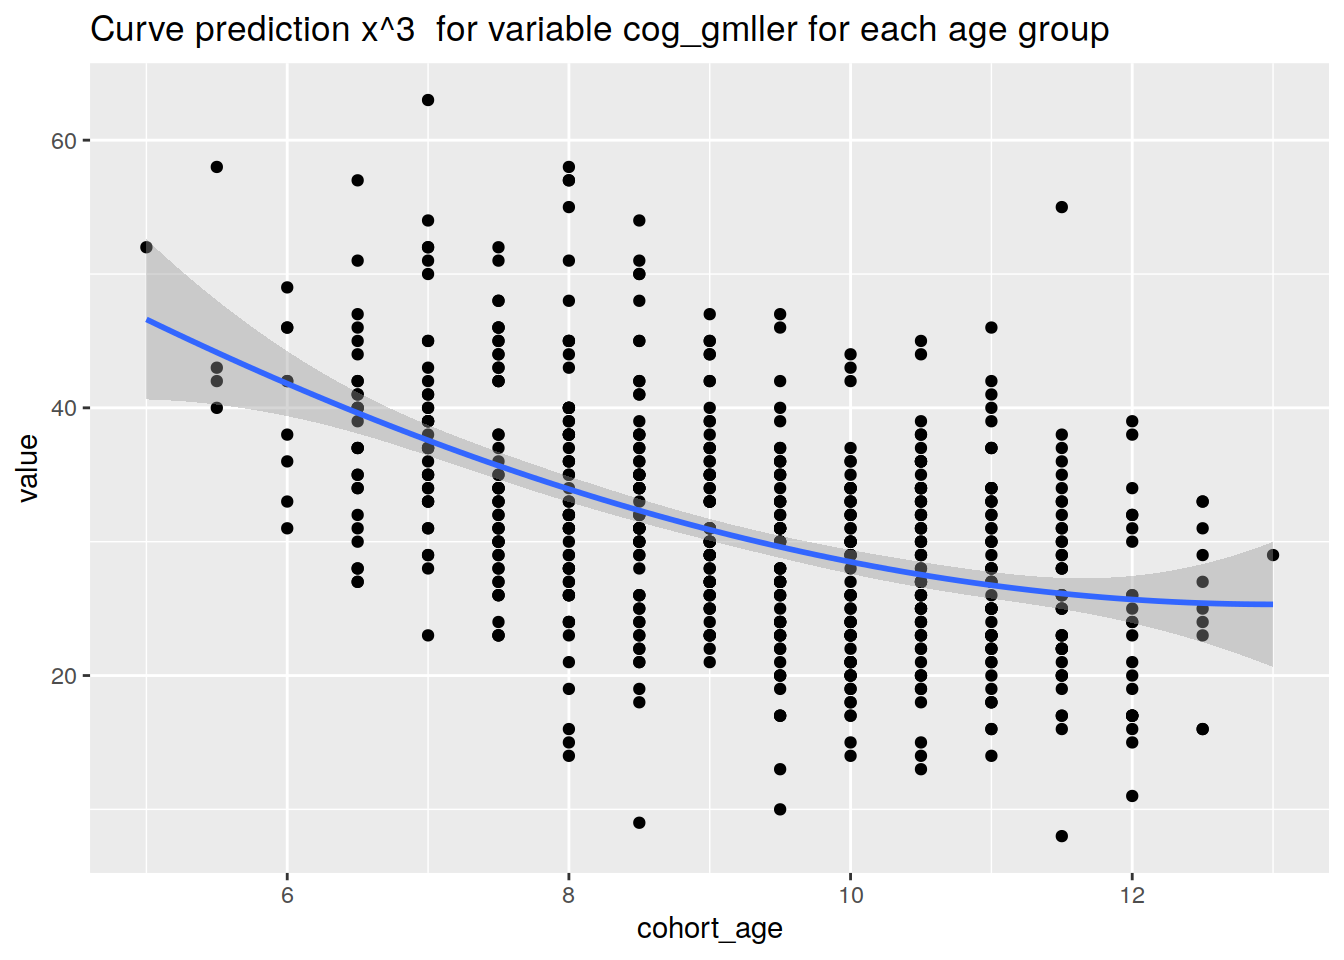 Curve prediction x^3  for variable cog_gmller for each age group
60
40
20
value
6 8 10 12
cohort_age